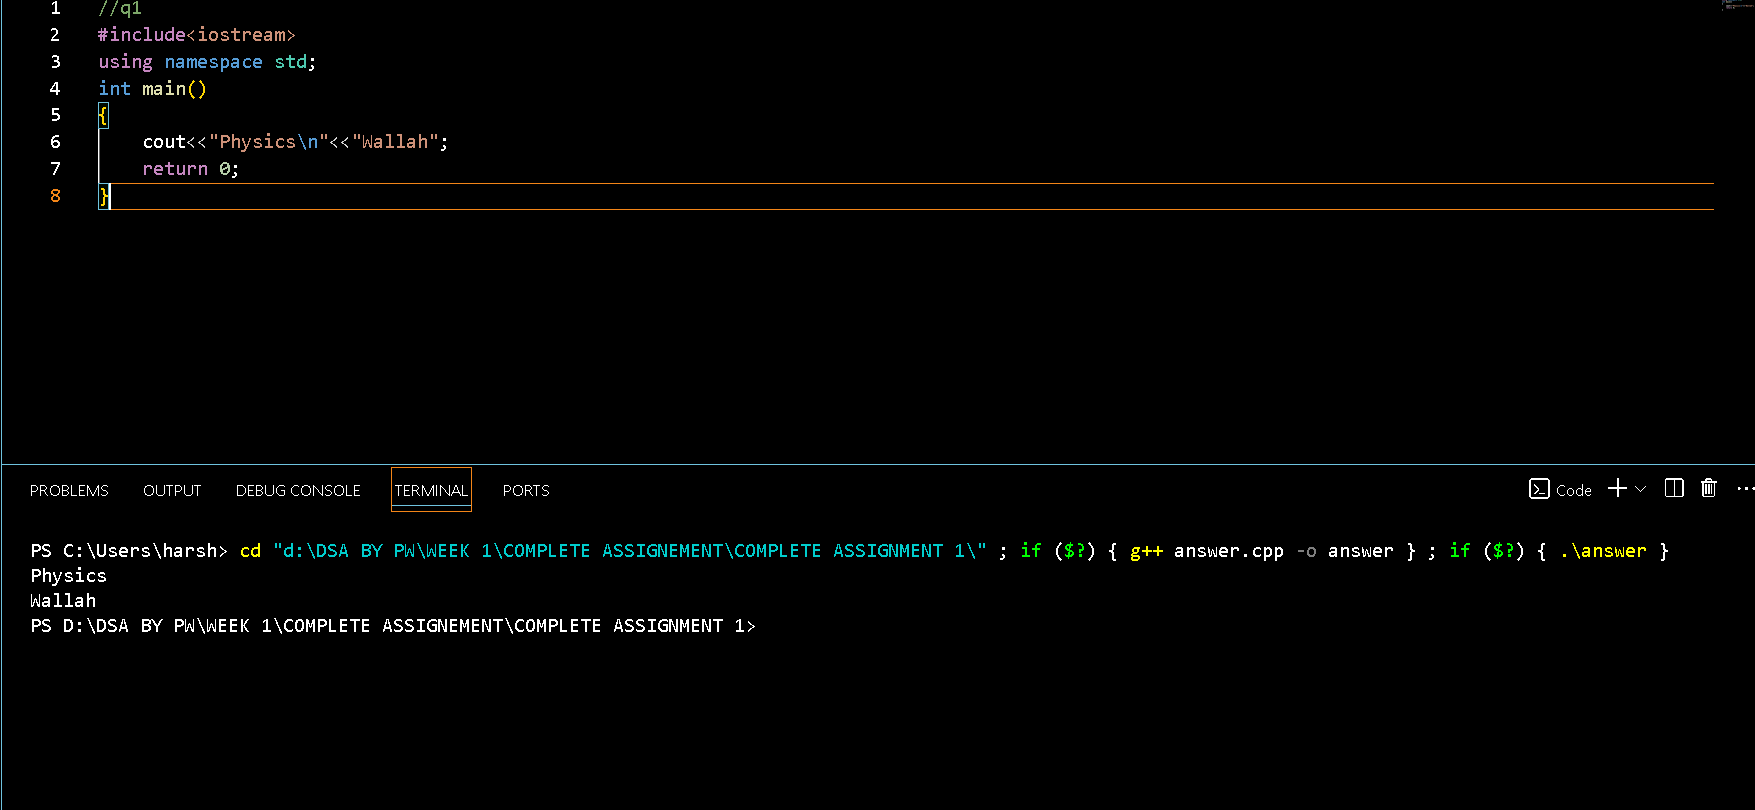 1 //q1
2 #include<iostream>
3 using namespace std;
4 int main()
5 {
6     cout<<"Physics\n"<<"Wallah";
7     return 0;
8 }
PROBLEMS OUTPUT DEBUG CONSOLE TERMINAL PORTS Code
PS C:\Users\harsh> cd "d:\DSA BY PW\WEEK 1\COMPLETE ASSIGNEMENT\COMPLETE ASSIGNMENT 1\" ; if ($?) { g++ answer.cpp -o answer } ; if ($?) { .\answer }
Physics
Wallah
PS D:\DSA BY PW\WEEK 1\COMPLETE ASSIGNEMENT\COMPLETE ASSIGNMENT 1>